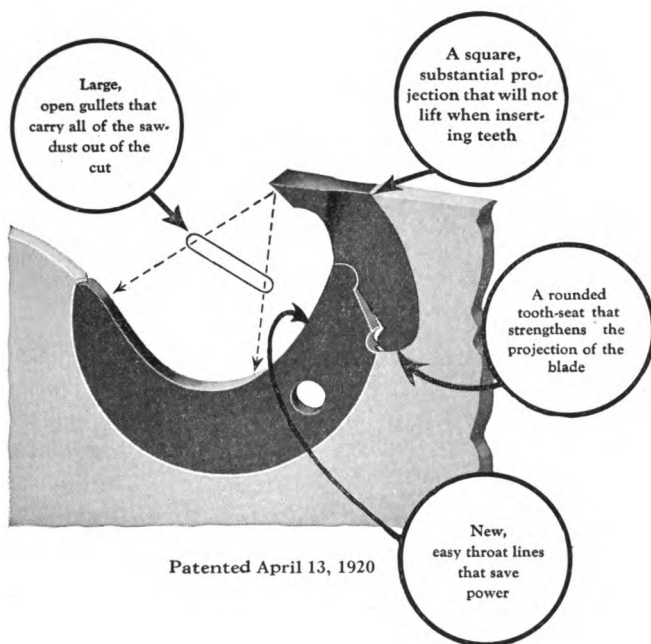 Large,
open gullets that
carry all of the saw-
dust out of the
cut
A square,
substantial pro-
jection that will not
lift when insert-
ing teeth
A rounded
tooth-seat that
strengthens the
projection of the
blade
New,
easy throat lines
that save
power
Patented April 13, 1920